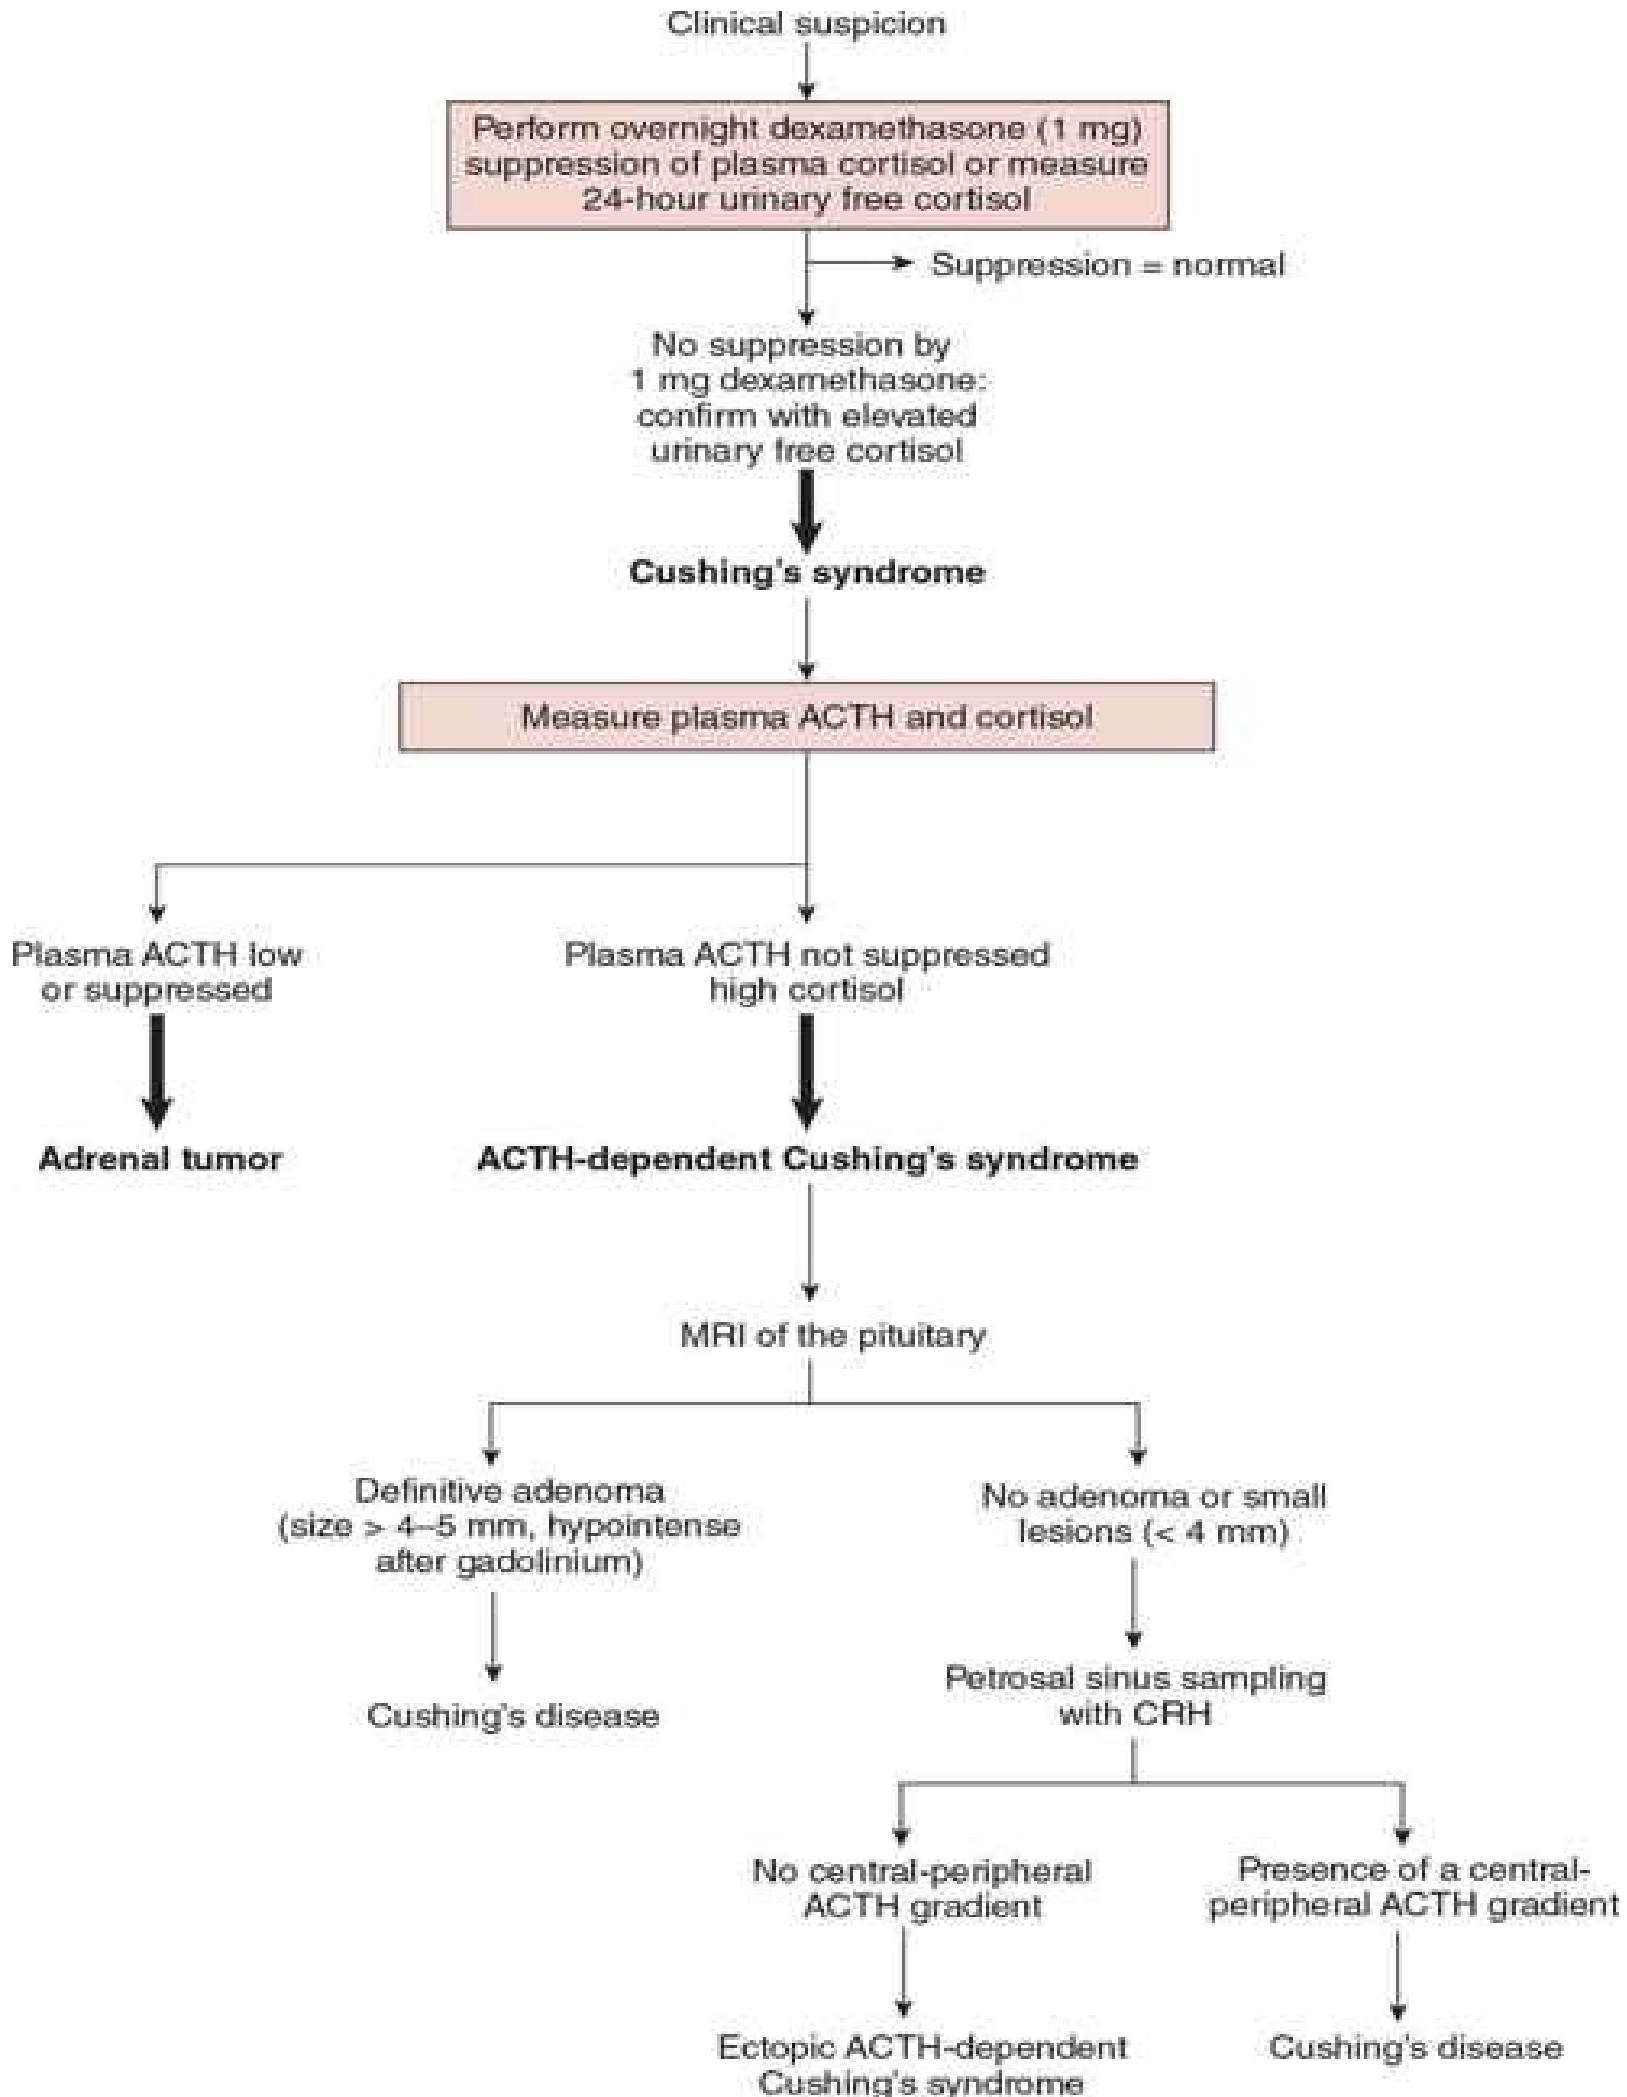 Clinical suspicion
Perform overnight dexamethasone (1 mg)
suppression of plasma cortisol or measure
24-hour urinary free cortisol
Suppression = normal
No suppression by
1 mg dexamethasone:
confirm with elevated
urinary free cortisol
Cushing's syndrome
Measure plasma ACTH and cortisol
Plasma ACTH low
or suppressed
Plasma ACTH not suppressed
high cortisol
Adrenal tumor
ACTH-dependent Cushing's syndrome
MRI of the pituitary
Definitive adenoma
(size > 4–5 mm, hypointense
after gadolinium)
No adenoma or small
lesions (< 4 mm)
Cushing's disease
Petrosal sinus sampling
with CRH
No central-peripheral
ACTH gradient
Presence of a central-
peripheral ACTH gradient
Ectopic ACTH-dependent
Cushing's syndrome
Cushing's disease